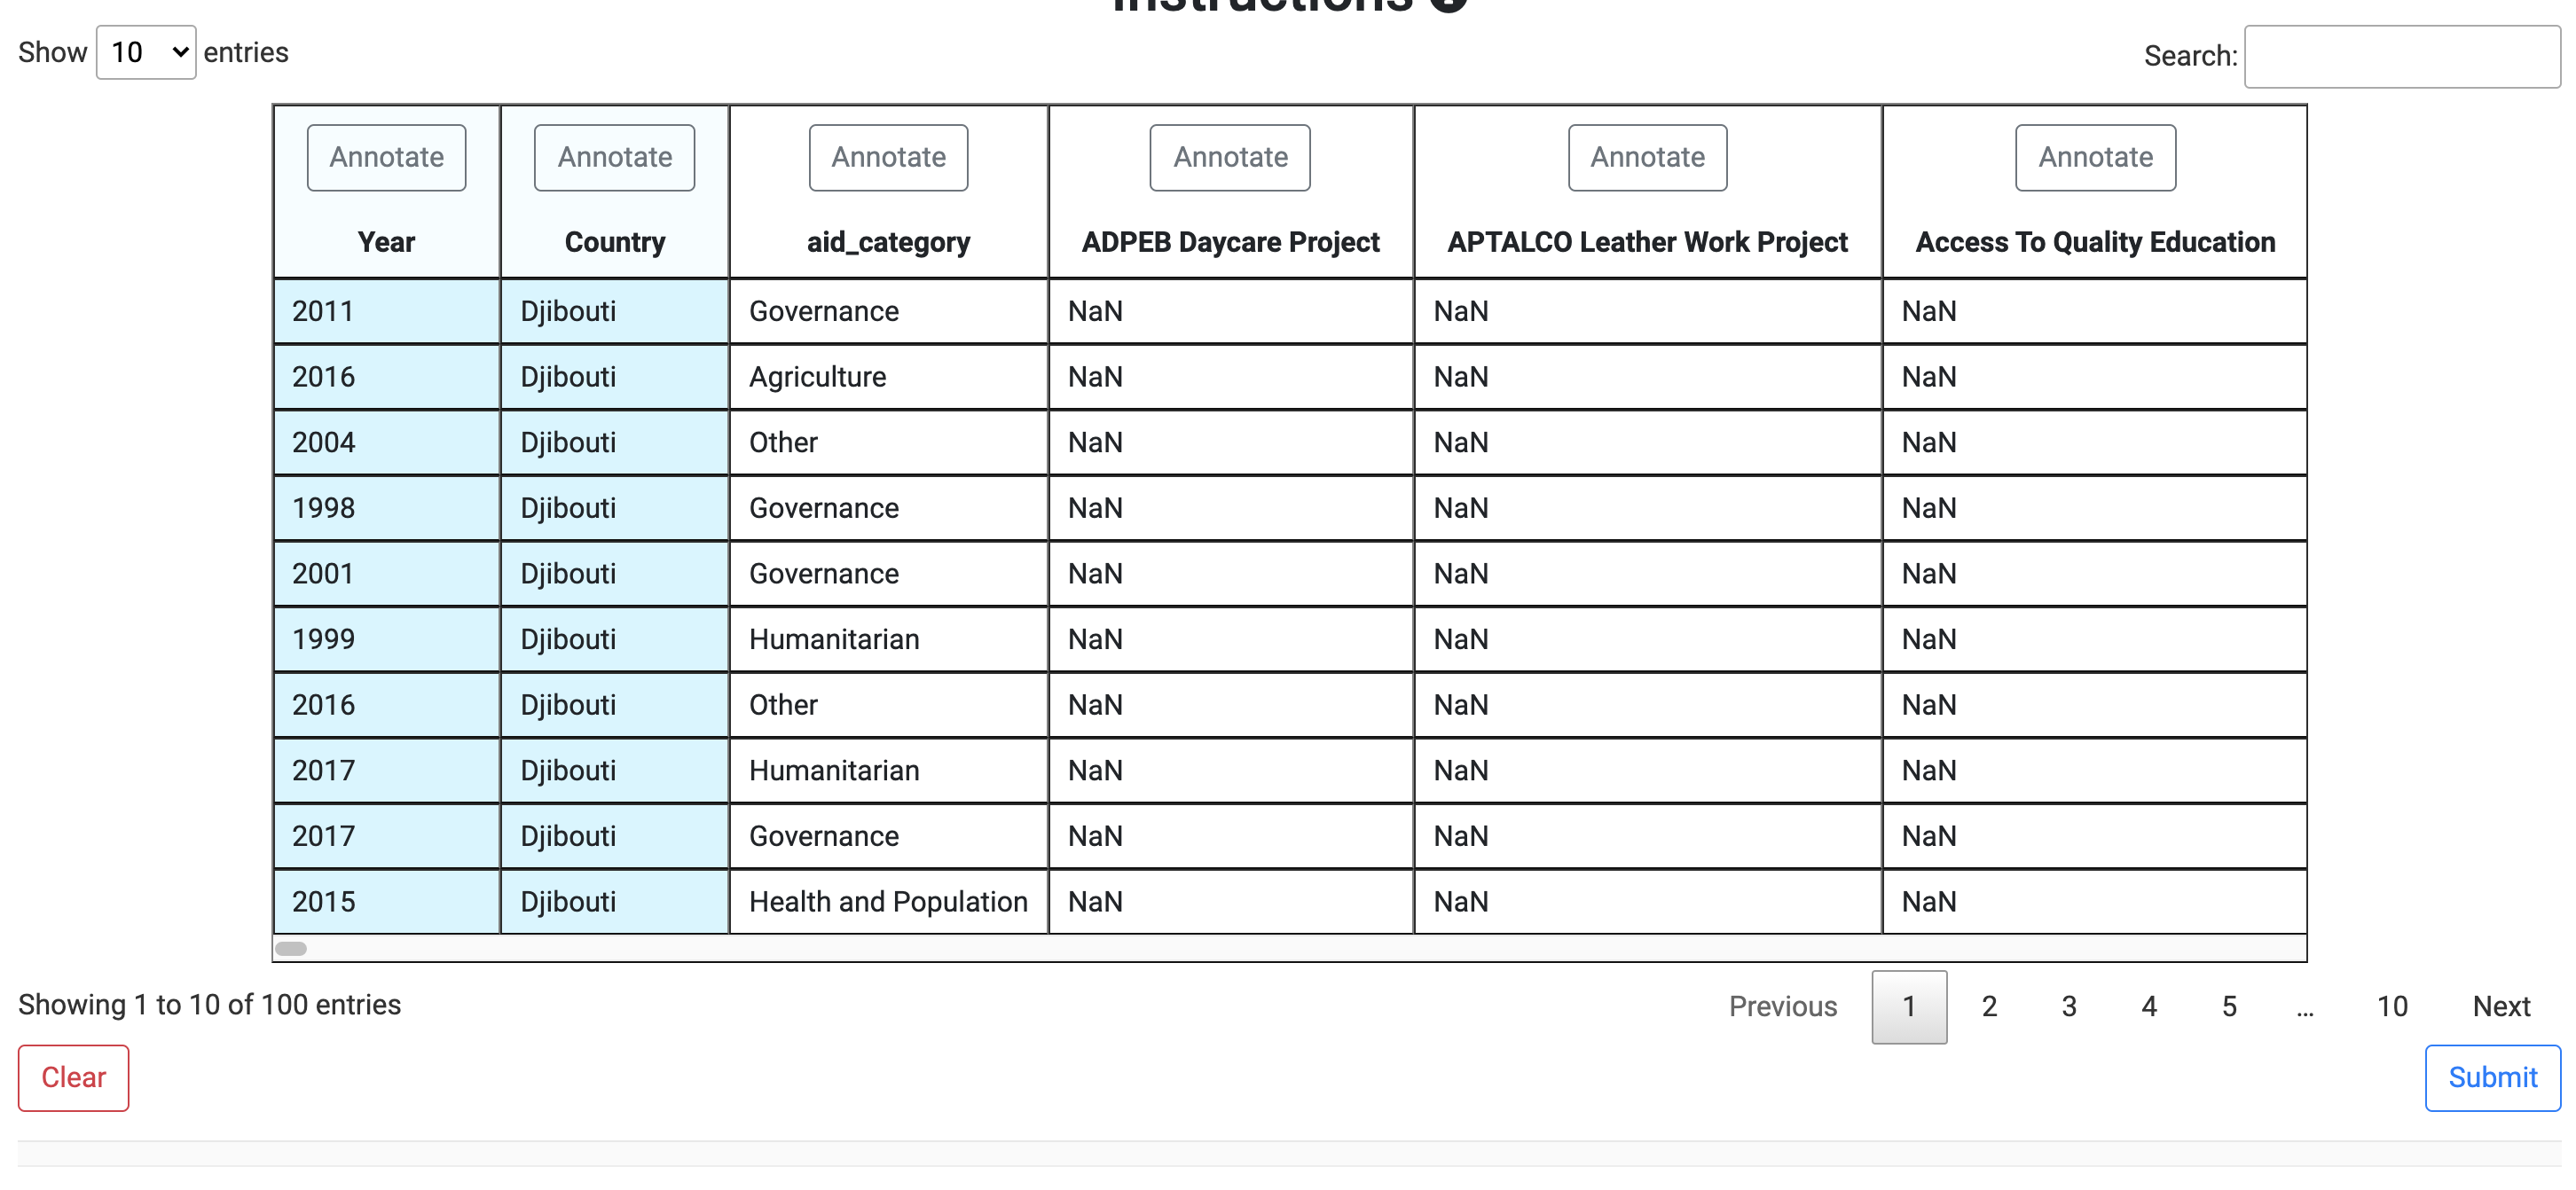 Instructions
Show 10 entries
Search:
Annotate Annotate Annotate Annotate Annotate Annotate
Year Country aid_category ADPEB Daycare Project APTALCO Leather Work Project Access To Quality Education
2011 Djibouti Governance NaN NaN NaN
2016 Djibouti Agriculture NaN NaN NaN
2004 Djibouti Other NaN NaN NaN
1998 Djibouti Governance NaN NaN NaN
2001 Djibouti Governance NaN NaN NaN
1999 Djibouti Humanitarian NaN NaN NaN
2016 Djibouti Other NaN NaN NaN
2017 Djibouti Humanitarian NaN NaN NaN
2017 Djibouti Governance NaN NaN NaN
2015 Djibouti Health and Population NaN NaN NaN
Showing 1 to 10 of 100 entries
Previous 1 2 3 4 5 … 10 Next
Clear
Submit